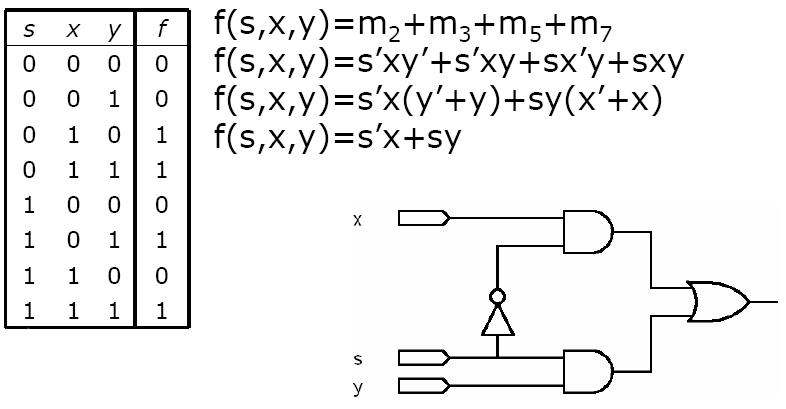 s x y f
0 0 0 0
0 0 1 0
0 1 0 1
0 1 1 1
1 0 0 0
1 0 1 1
1 1 0 0
1 1 1 1
f(s,x,y)=m₂+m₃+m₅+m₇
f(s,x,y)=s’xy’+s’xy+sx’y+sxy
f(s,x,y)=s’x(y’+y)+sy(x’+x)
f(s,x,y)=s’x+sy
x
s
y